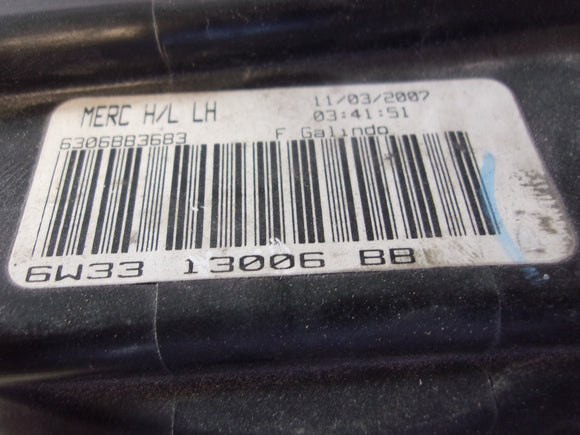 MERC H/L LH 11/03/2007
03:41:51
6306BB3683 F Galindo
6W33 13006 BB